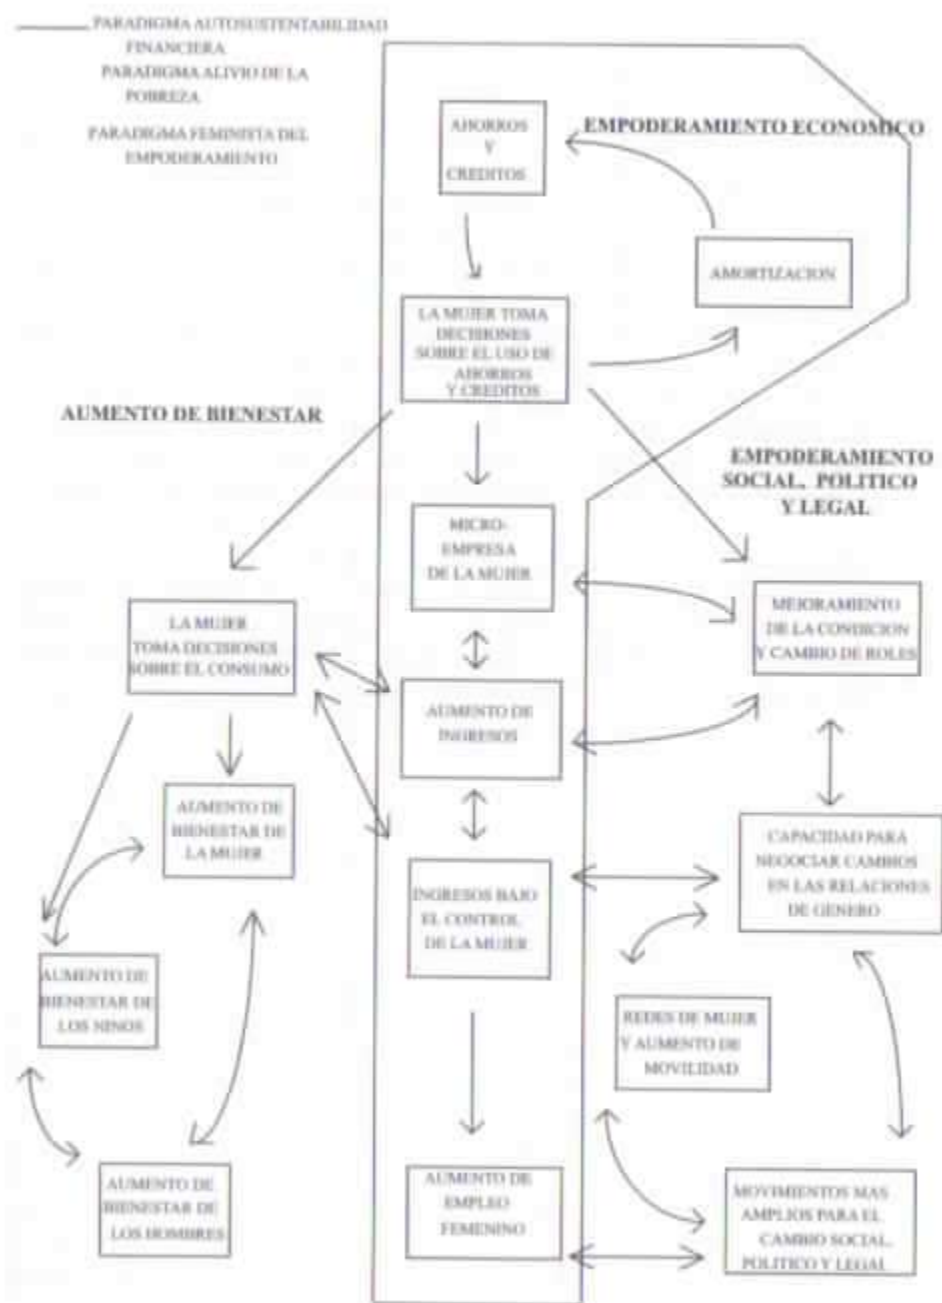 PARADIGMA AUTOSUSTENTABILIDAD
FINANCIERA
PARADIGMA ALIVIO DE LA
POBREZA
PARADIGMA FEMINISTA DEL
EMPODERAMIENTO
AHORROS
Y
CREDITOS
EMPODERAMIENTO ECONOMICO
AMORTIZACION
LA MUJER TOMA
DECISIONES
SOBRE EL USO DE
AHORROS
Y CREDITOS
AUMENTO DE BIENESTAR
EMPODERAMIENTO
SOCIAL, POLITICO
Y LEGAL
MICRO-
EMPRESA
DE LA MUJER
MEJORAMIENTO
DE LA CONDICION
Y CAMBIO DE ROLES
LA MUJER
TOMA DECISIONES
SOBRE EL CONSUMO
AUMENTO DE
INGRESOS
AUMENTO DE
BIENESTAR DE
LA MUJER
CAPACIDAD PARA
NEGOCIAR CAMBIOS
EN LAS RELACIONES
DE GENERO
INGRESOS BAJO
EL CONTROL
DE LA MUJER
AUMENTO DE
BIENESTAR DE
LOS NINOS
REDES DE MUJER
Y AUMENTO DE
MOVILIDAD
AUMENTO DE
BIENESTAR DE
LOS HOMBRES
AUMENTO DE
EMPLEO
FEMENINO
MOVIMIENTOS MAS
AMPLIOS PARA EL
CAMBIO SOCIAL,
POLITICO Y LEGAL